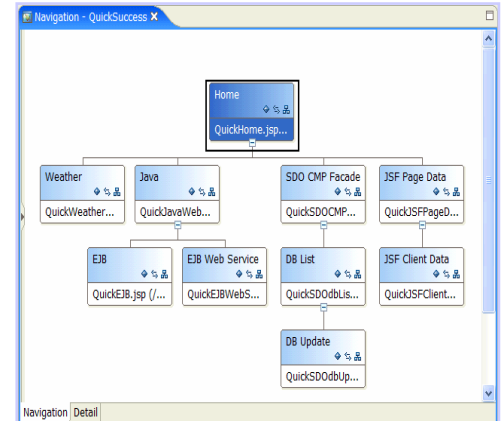 Navigation - QuickSuccess
Home
QuickHome.jsp...
Weather
QuickWeather...
Java
QuickJavaWeb...
SDO CMP Facade
QuickSDOCMP...
JSF Page Data
QuickJSFPageD...
EJB
QuickEJB.jsp (/...
EJB Web Service
QuickEJBWebS...
DB List
QuickSDOdbLis...
JSF Client Data
QuickJSFClient...
DB Update
QuickSDOdbUp...
Navigation Detail